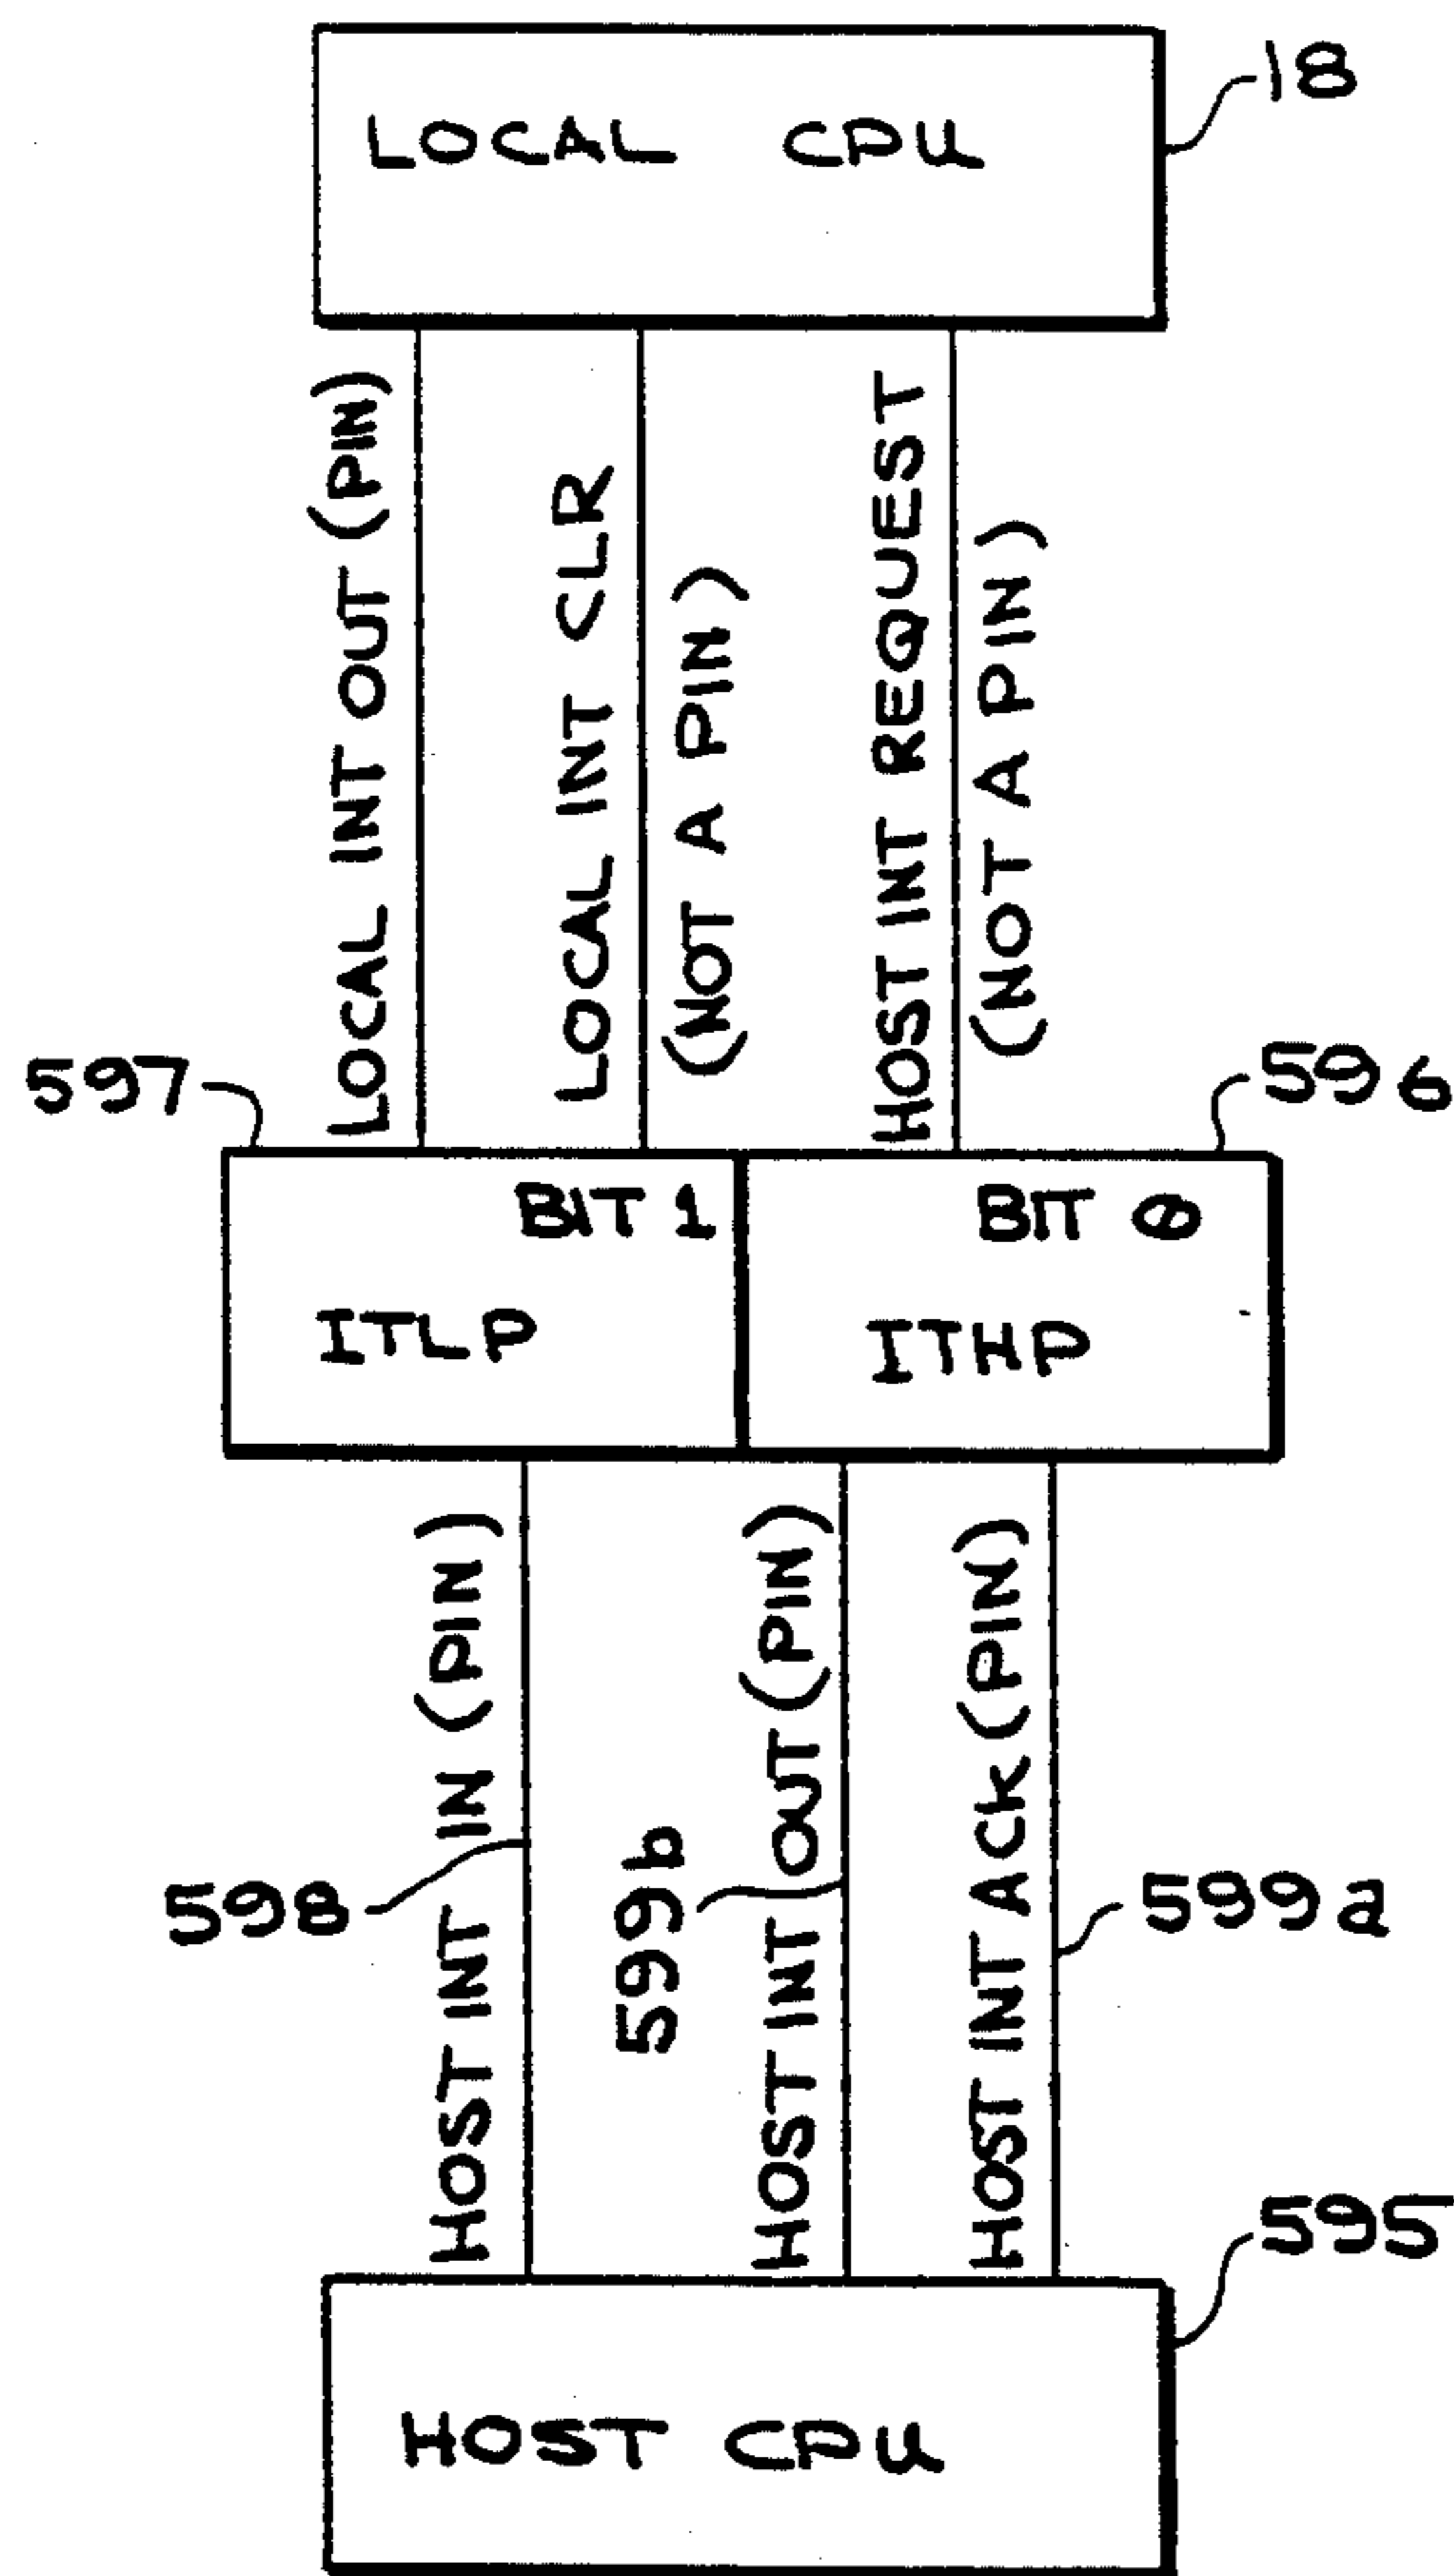 LOCAL CPU
18
LOCAL INT OUT (PIN)
LOCAL INT CLR
(NOT A PIN)
HOST INT REQUEST
(NOT A PIN)
597
596
BIT 1
BIT 0
ITLP
ITHP
HOST INT IN (PIN)
598
599b
HOST INT OUT (PIN)
HOST INT ACK (PIN)
599a
595
HOST CPU